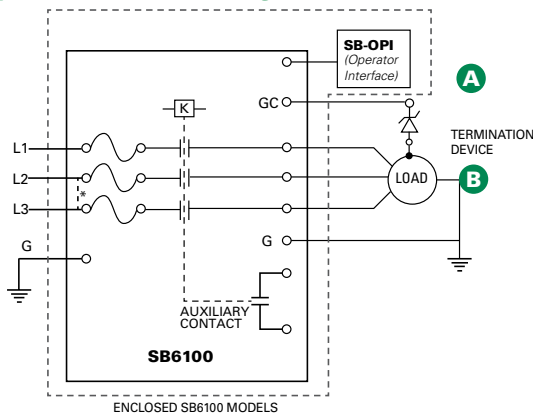 SB-OPI
(Operator
Interface)
A
K
GC
TERMINATION
DEVICE
L1
L2
LOAD
B
*
L3
G
G
AUXILIARY
CONTACT
SB6100
ENCLOSED SB6100 MODELS